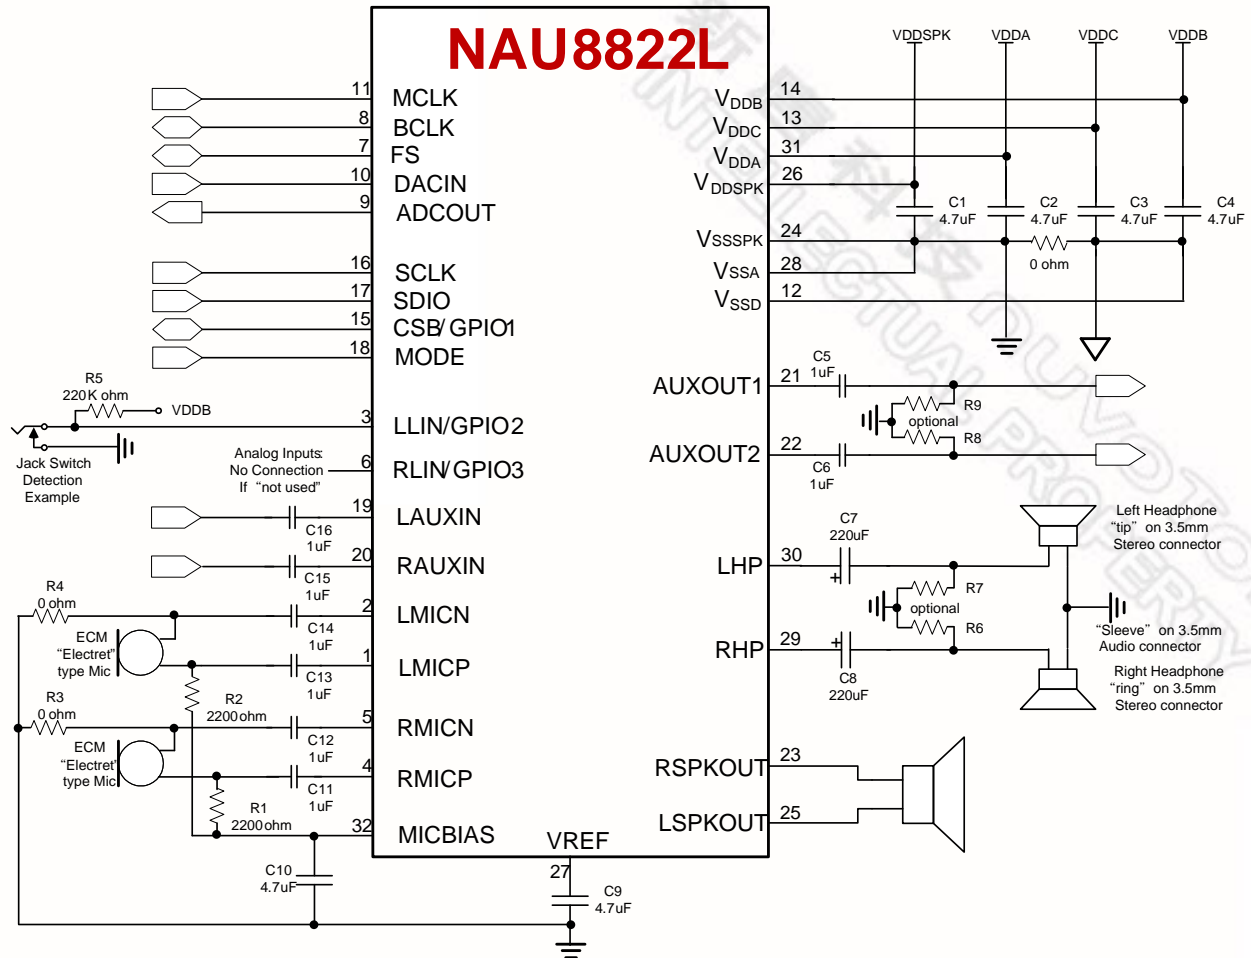 NAU8822L
VDDSPK
VDDA
VDDC
VDDB
11
MCLK
8
BCLK
7
FS
10
DACIN
9
ADCOUT
16
SCLK
17
SDIO
15
CSB/GPIO1
18
MODE
R5
220K ohm
VDDB
3
LLIN/GPIO2
Jack Switch
Detection
Example
Analog Inputs:
No Connection
If “not used”
6
RLIN/GPIO3
19
LAUXIN
C16
1uF
20
RAUXIN
C15
1uF
R4
0 ohm
2
LMICN
C14
1uF
ECM
“Electret”
type Mic
1
LMICP
C13
1uF
R3
0 ohm
R2
2200ohm
5
RMICN
C12
1uF
ECM
“Electret”
type Mic
4
RMICP
C11
1uF
R1
2200ohm
32
MICBIAS
C10
4.7uF
VREF
27
C9
4.7uF
VDDB
14
VDDC
13
VDDA
31
VDDSPK
26
C1
4.7uF
C2
4.7uF
C3
4.7uF
C4
4.7uF
VSSSPK
24
0 ohm
VSSA
28
VSSD
12
AUXOUT1
21
C5
1uF
R9
optional
R8
AUXOUT2
22
C6
1uF
C7
220uF
LHP
30
+
Left Headphone
“tip” on 3.5mm
Stereo connector
R7
optional
R6
“Sleeve” on 3.5mm
Audio connector
RHP
29
+
C8
220uF
Right Headphone
“ring” on 3.5mm
Stereo connector
RSPKOUT
23
LSPKOUT
25
新唐科技 nuvoton
INTELLECTUAL PROPERTY